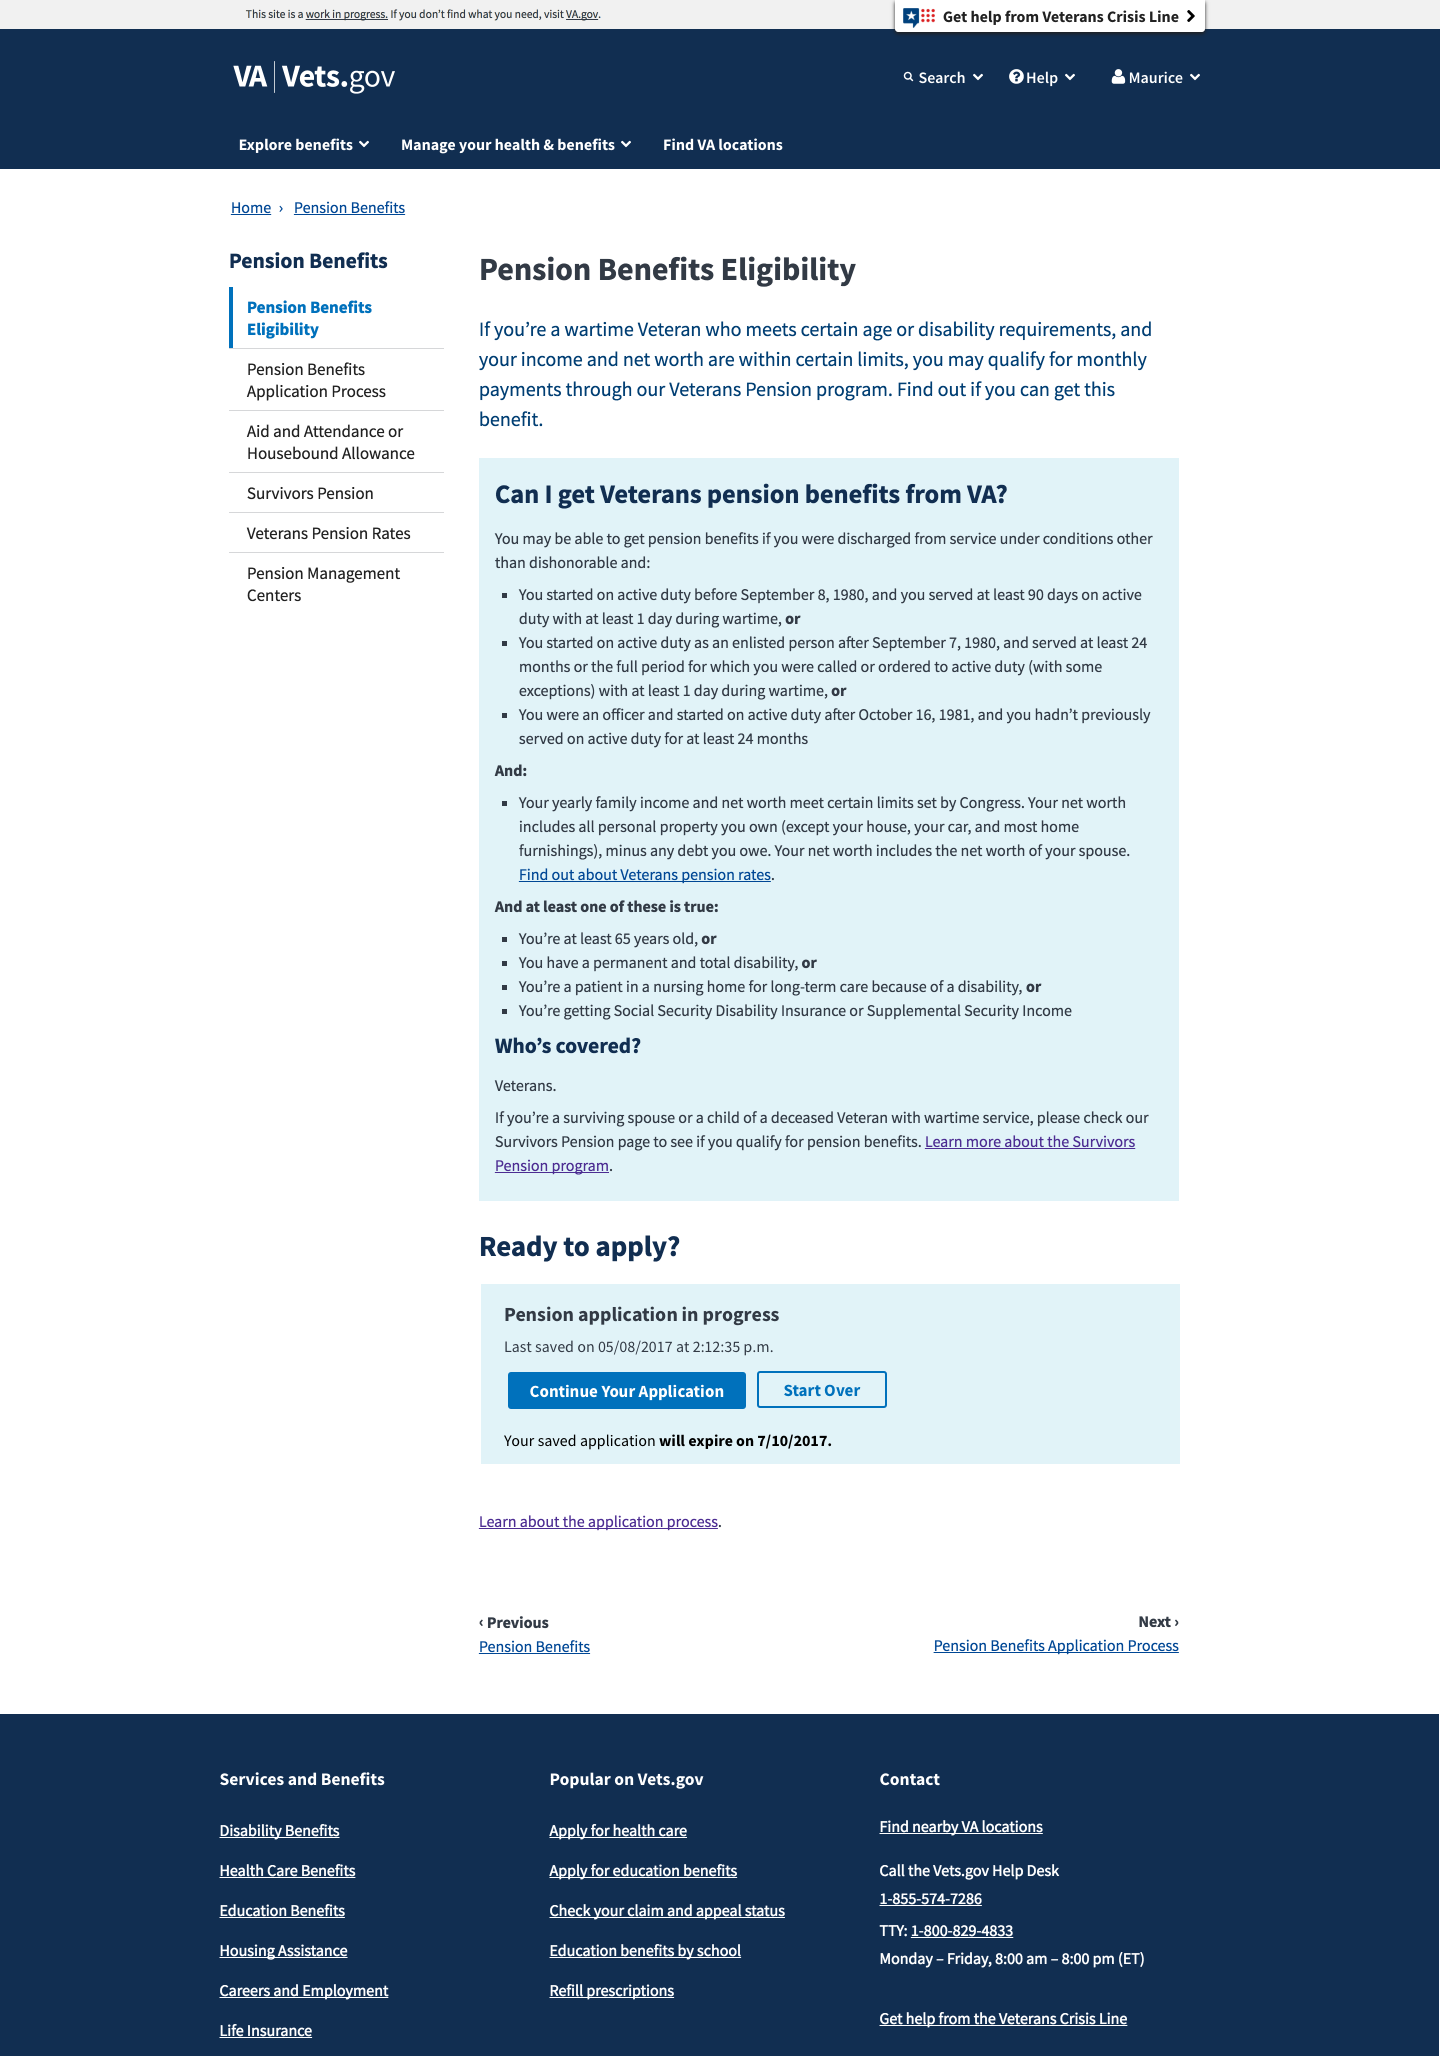 This site is a work in progress. If you don’t find what you need, visit VA.gov.
Get help from Veterans Crisis Line
VA | Vets.gov
Search
Help
Maurice
Explore benefits
Manage your health & benefits
Find VA locations
Home › Pension Benefits
Pension Benefits
Pension Benefits
Eligibility
Pension Benefits
Application Process
Aid and Attendance or
Housebound Allowance
Survivors Pension
Veterans Pension Rates
Pension Management
Centers
Pension Benefits Eligibility
If you’re a wartime Veteran who meets certain age or disability requirements, and
your income and net worth are within certain limits, you may qualify for monthly
payments through our Veterans Pension program. Find out if you can get this
benefit.
Can I get Veterans pension benefits from VA?
You may be able to get pension benefits if you were discharged from service under conditions other
than dishonorable and:
▪ You started on active duty before September 8, 1980, and you served at least 90 days on active
duty with at least 1 day during wartime, or
▪ You started on active duty as an enlisted person after September 7, 1980, and served at least 24
months or the full period for which you were called or ordered to active duty (with some
exceptions) with at least 1 day during wartime, or
▪ You were an officer and started on active duty after October 16, 1981, and you hadn’t previously
served on active duty for at least 24 months
And:
▪ Your yearly family income and net worth meet certain limits set by Congress. Your net worth
includes all personal property you own (except your house, your car, and most home
furnishings), minus any debt you owe. Your net worth includes the net worth of your spouse.
Find out about Veterans pension rates.
And at least one of these is true:
▪ You’re at least 65 years old, or
▪ You have a permanent and total disability, or
▪ You’re a patient in a nursing home for long-term care because of a disability, or
▪ You’re getting Social Security Disability Insurance or Supplemental Security Income
Who’s covered?
Veterans.
If you’re a surviving spouse or a child of a deceased Veteran with wartime service, please check our
Survivors Pension page to see if you qualify for pension benefits. Learn more about the Survivors
Pension program.
Ready to apply?
Pension application in progress
Last saved on 05/08/2017 at 2:12:35 p.m.
Continue Your Application
Start Over
Your saved application will expire on 7/10/2017.
Learn about the application process.
‹ Previous
Pension Benefits
Next ›
Pension Benefits Application Process
Services and Benefits
Disability Benefits
Health Care Benefits
Education Benefits
Housing Assistance
Careers and Employment
Life Insurance
Popular on Vets.gov
Apply for health care
Apply for education benefits
Check your claim and appeal status
Education benefits by school
Refill prescriptions
Contact
Find nearby VA locations
Call the Vets.gov Help Desk
1-855-574-7286
TTY: 1-800-829-4833
Monday – Friday, 8:00 am – 8:00 pm (ET)
Get help from the Veterans Crisis Line